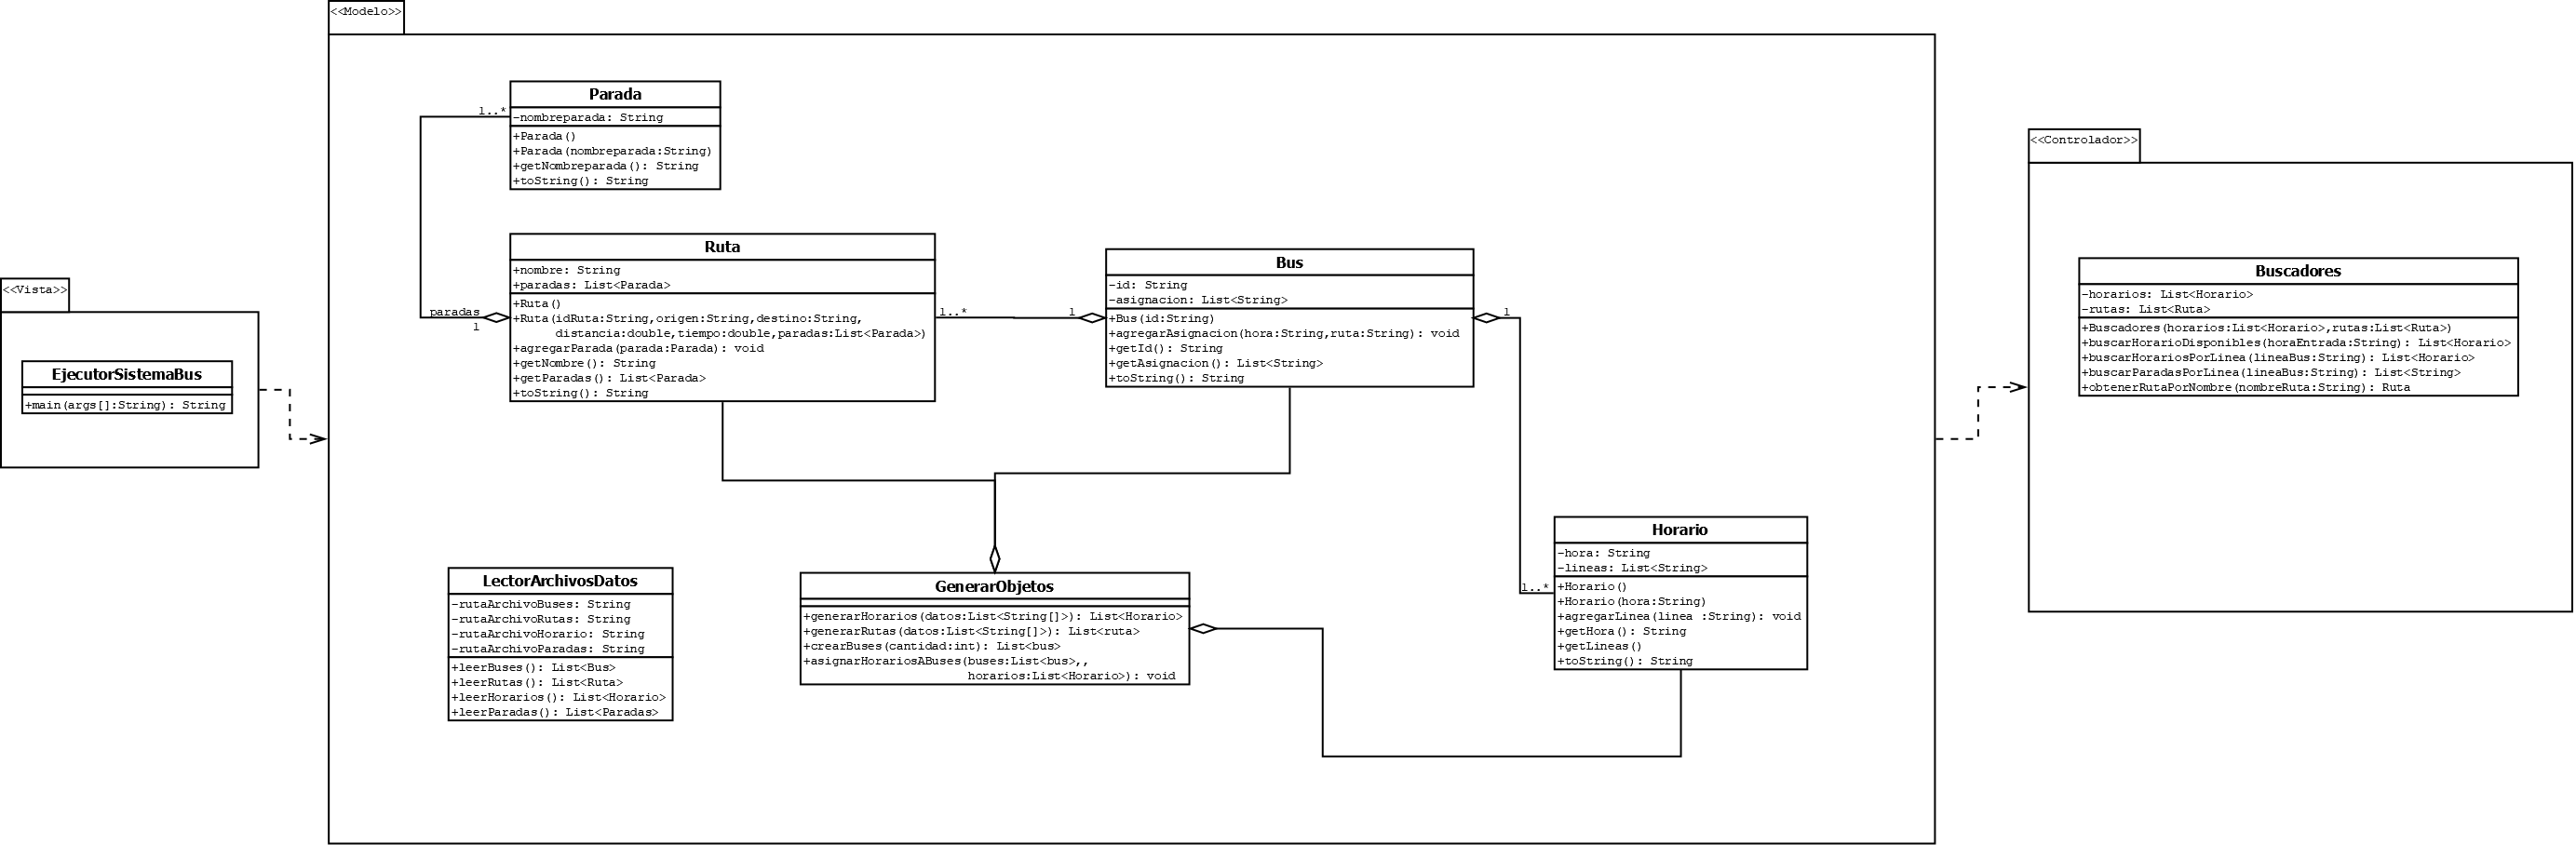 <<Vista>>
EjecutorSistemaBus
+main(args[]:String): String
<<Modelo>>
Parada
-nombreparada: String
+Parada()
+Parada(nombreparada:String)
+getNombreparada(): String
+toString(): String
1..*
paradas
1
Ruta
+nombre: String
+paradas: List<Parada>
+Ruta()
+Ruta(idRuta:String,origen:String,destino:String,
distancia:double,tiempo:double,paradas:List<Parada>)
+agregarParada(parada:Parada): void
+getNombre(): String
+getParadas(): List<Parada>
+toString(): String
1..*
1
Bus
-id: String
-asignacion: List<String>
+Bus(id:String)
+agregarAsignacion(hora:String,ruta:String): void
+getId(): String
+getAsignacion(): List<String>
+toString(): String
1
1..*
Horario
-hora: String
-lineas: List<String>
+Horario()
+Horario(hora:String)
+agregarLinea(linea :String): void
+getHora(): String
+getLineas()
+toString(): String
LectorArchivosDatos
-rutaArchivoBuses: String
-rutaArchivoRutas: String
-rutaArchivoHorario: String
-rutaArchivoParadas: String
+leerBuses(): List<Bus>
+leerRutas(): List<Ruta>
+leerHorarios(): List<Horario>
+leerParadas(): List<Paradas>
GenerarObjetos
+generarHorarios(datos:List<String[]>): List<Horario>
+generarRutas(datos:List<String[]>): List<ruta>
+crearBuses(cantidad:int): List<bus>
+asignarHorariosABuses(buses:List<bus>,,
horarios:List<Horario>): void
<<Controlador>>
Buscadores
-horarios: List<Horario>
-rutas: List<Ruta>
+Buscadores(horarios:List<Horario>,rutas:List<Ruta>)
+buscarHorarioDisponibles(horaEntrada:String): List<Horario>
+buscarHorariosPorLinea(lineaBus:String): List<Horario>
+buscarParadasPorLinea(lineaBus:String): List<String>
+obtenerRutaPorNombre(nombreRuta:String): Ruta